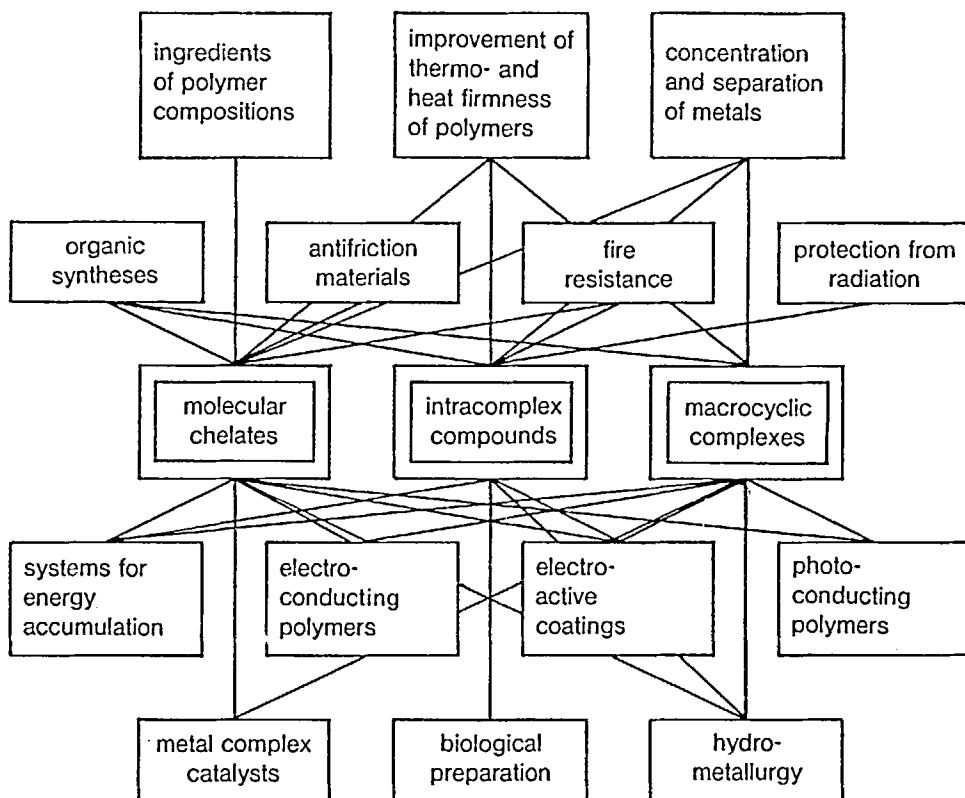 ingredients
of polymer
compositions
improvement of
thermo- and
heat firmness
of polymers
concentration
and separation
of metals
organic
syntheses
antifriction
materials
fire
resistance
protection from
radiation
molecular
chelates
intracomplex
compounds
macrocyclic
complexes
systems for
energy
accumulation
electro-
conducting
polymers
electro-
active
coatings
photo-
conducting
polymers
metal complex
catalysts
biological
preparation
hydro-
metallurgy